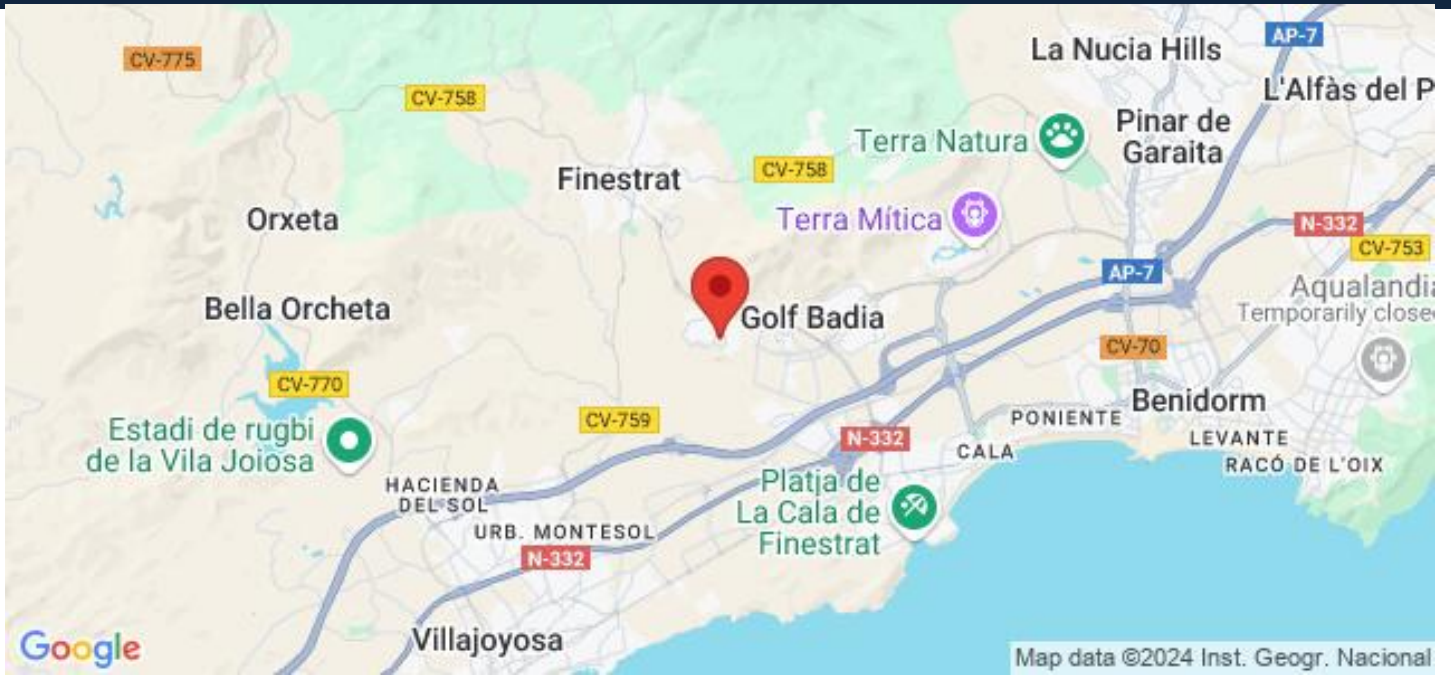 AP-7
La Nucia Hills
CV-775
L'Alfàs del P
CV-758
Pinar de
Garaita
Terra Natura
Finestrat
CV-758
Orxeta
Terra Mítica
N-332
CV-753
AP-7
Aqualandia
Temporarily close
Bella Orcheta
Golf Badia
CV-70
CV-770
Benidorm
CV-759
PONIENTE
Estadi de rugbi
de la Vila Joiosa
N-332
LEVANTE
CALA
RACÓ DE L'OIX
HACIENDA
DEL SOL
Platja de
La Cala de
Finestrat
URB. MONTESOL
N-332
Villajoyosa
Google
Map data ©2024 Inst. Geogr. Nacional